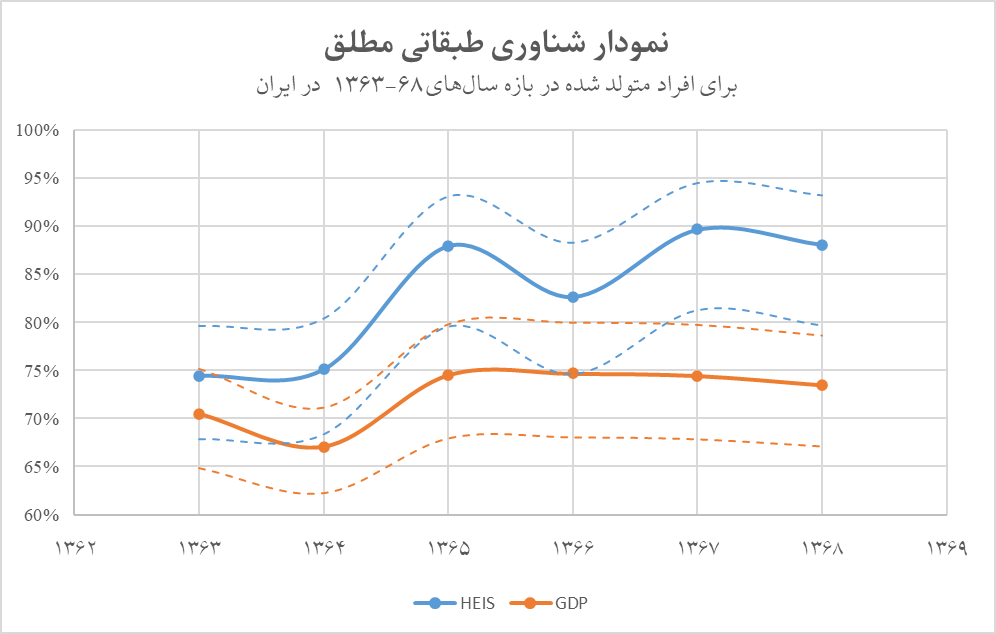 نمودار شناوری طبقاتی مطلق
برای افراد متولد شده در بازه سال‌های ۶۸-۱۳۶۳ در ایران
100%
95%
90%
85%
80%
75%
70%
65%
60%
۱۳۶۲ ۱۳۶۳ ۱۳۶۴ ۱۳۶۵ ۱۳۶۶ ۱۳۶۷ ۱۳۶۸ ۱۳۶۹
HEIS GDP